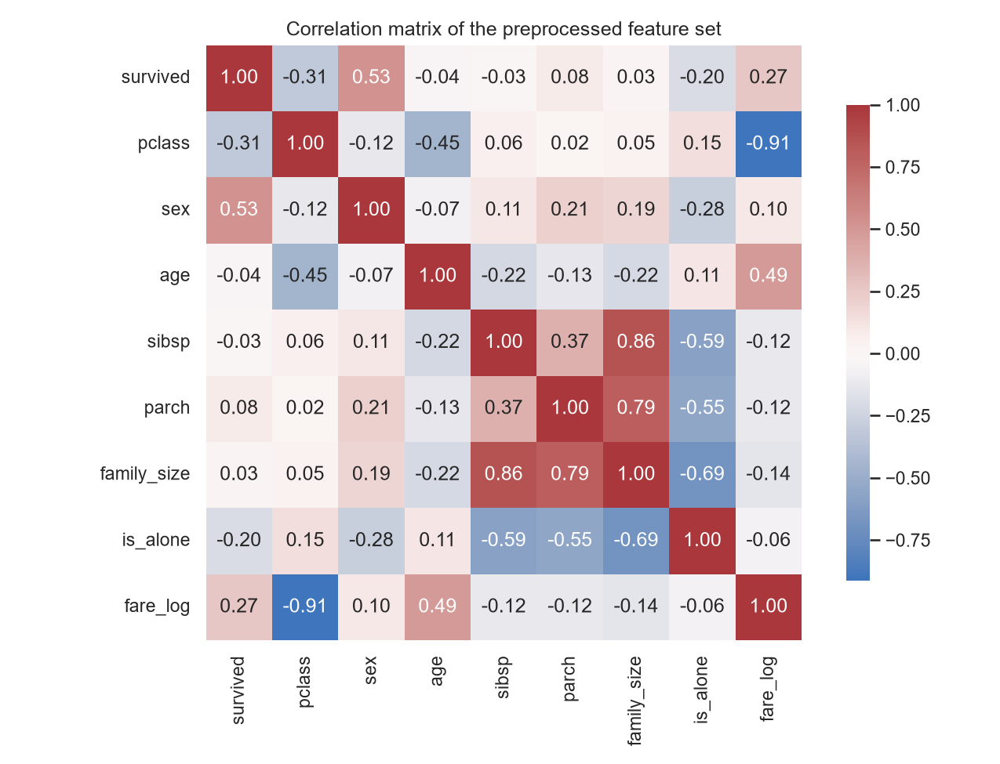 Correlation matrix of the preprocessed feature set
survived 1.00 -0.31 0.53 -0.04 -0.03 0.08 0.03 -0.20 0.27
pclass -0.31 1.00 -0.12 -0.45 0.06 0.02 0.05 0.15 -0.91
sex 0.53 -0.12 1.00 -0.07 0.11 0.21 0.19 -0.28 0.10
age -0.04 -0.45 -0.07 1.00 -0.22 -0.13 -0.22 0.11 0.49
sibsp -0.03 0.06 0.11 -0.22 1.00 0.37 0.86 -0.59 -0.12
parch 0.08 0.02 0.21 -0.13 0.37 1.00 0.79 -0.55 -0.12
family_size 0.03 0.05 0.19 -0.22 0.86 0.79 1.00 -0.69 -0.14
is_alone -0.20 0.15 -0.28 0.11 -0.59 -0.55 -0.69 1.00 -0.06
fare_log 0.27 -0.91 0.10 0.49 -0.12 -0.12 -0.14 -0.06 1.00
survived pclass sex age sibsp parch family_size is_alone fare_log
1.00
0.75
0.50
0.25
0.00
−0.25
−0.50
−0.75